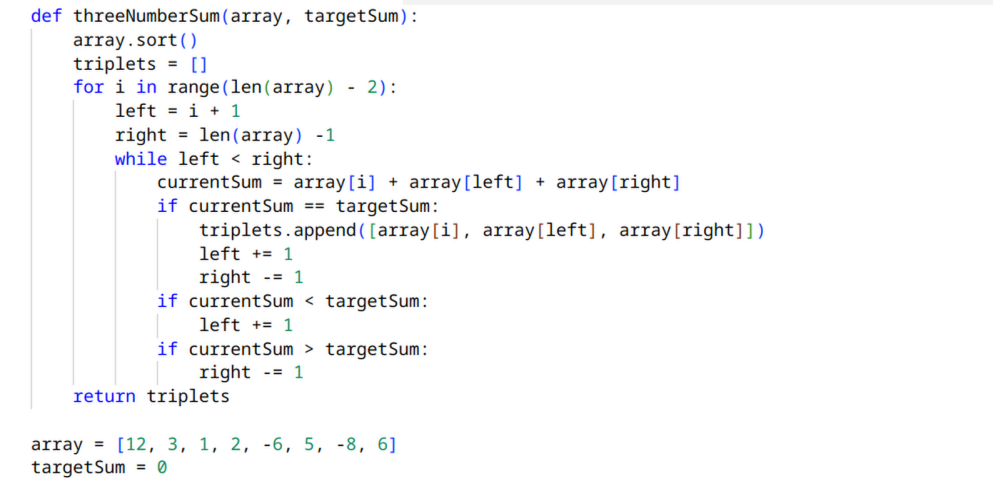 def threeNumberSum(array, targetSum):
    array.sort()
    triplets = []
    for i in range(len(array) - 2):
        left = i + 1
        right = len(array) -1
        while left < right:
            currentSum = array[i] + array[left] + array[right]
            if currentSum == targetSum:
                triplets.append([array[i], array[left], array[right]])
                left += 1
                right -= 1
            if currentSum < targetSum:
                left += 1
            if currentSum > targetSum:
                right -= 1
    return triplets

array = [12, 3, 1, 2, -6, 5, -8, 6]
targetSum = 0